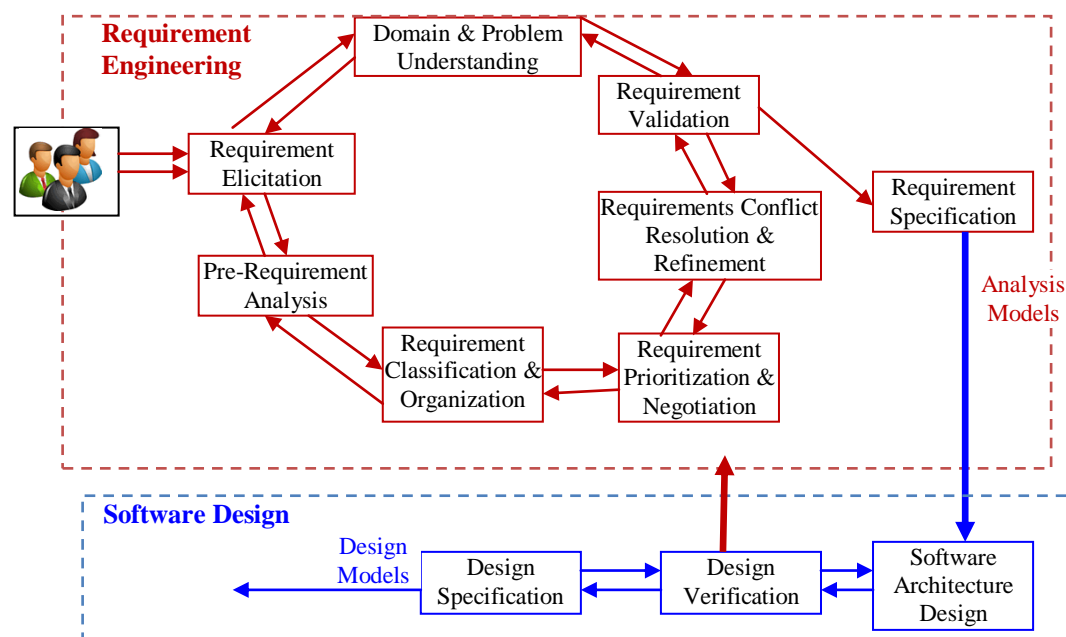 Requirement
Engineering
Domain & Problem
Understanding
Requirement
Validation
Requirement
Elicitation
Requirement
Specification
Requirements Conflict
Resolution &
Refinement
Pre-Requirement
Analysis
Analysis
Models
Requirement
Classification &
Organization
Requirement
Prioritization &
Negotiation
Software Design
Design
Models
Design
Specification
Design
Verification
Software
Architecture
Design